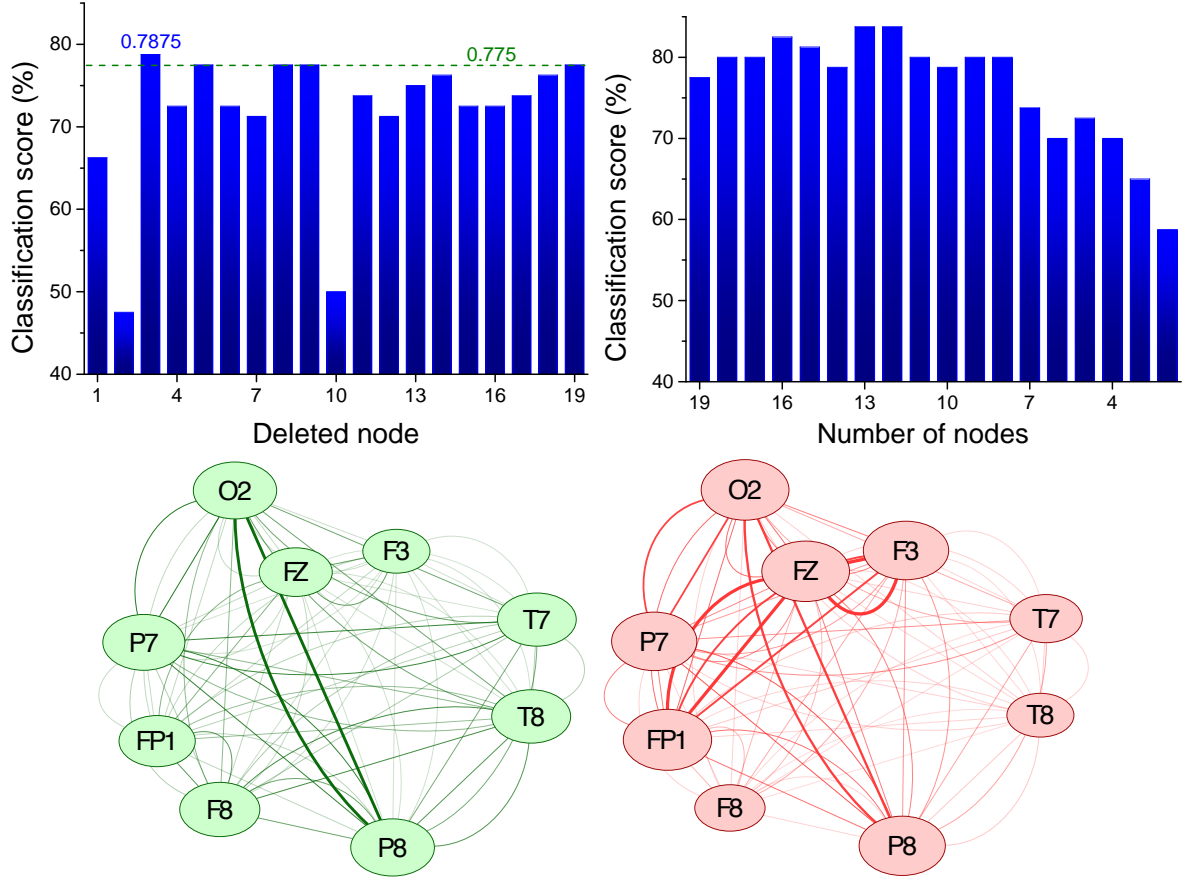 0.7875
0.775
Classification score (%)
80
70
60
50
40
1 4 7 10 13 16 19
Deleted node
Classification score (%)
80
70
60
50
40
19 16 13 10 7 4
Number of nodes
O2
F3
FZ
T7
P7
T8
FP1
F8
P8
O2
F3
FZ
T7
P7
T8
FP1
F8
P8